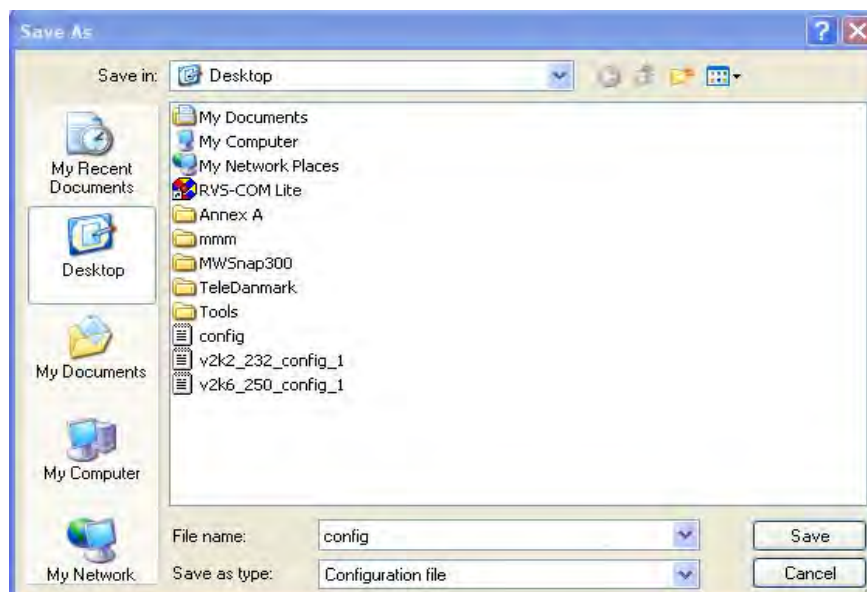 Save As
Save in:
Desktop
My Recent
Documents
Desktop
My Documents
My Computer
My Network
My Documents
My Computer
My Network Places
RVS-COM Lite
Annex A
mmm
MWSnap300
TeleDanmark
Tools
config
v2k2_232_config_1
v2k6_250_config_1
File name:
config
Save
Save as type:
Configuration file
Cancel